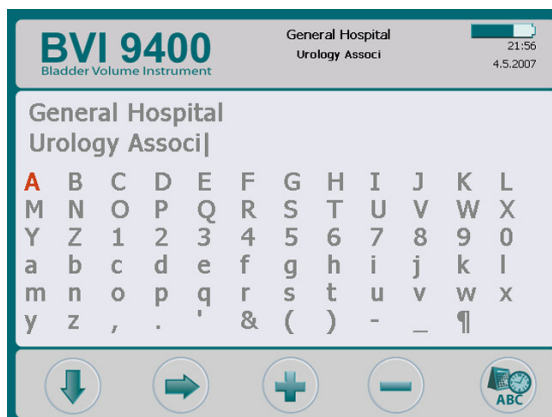 BVI 9400
Bladder Volume Instrument
General Hospital
Urology Associ
21:56
4.5.2007
General Hospital
Urology Associ|
A B C D E F G H I J K L
M N O P Q R S T U V W X
Y Z 1 2 3 4 5 6 7 8 9 0
a b c d e f g h i j k l
m n o p q r s t u v w x
y z , . ' & ( ) - _ ¶
ABC